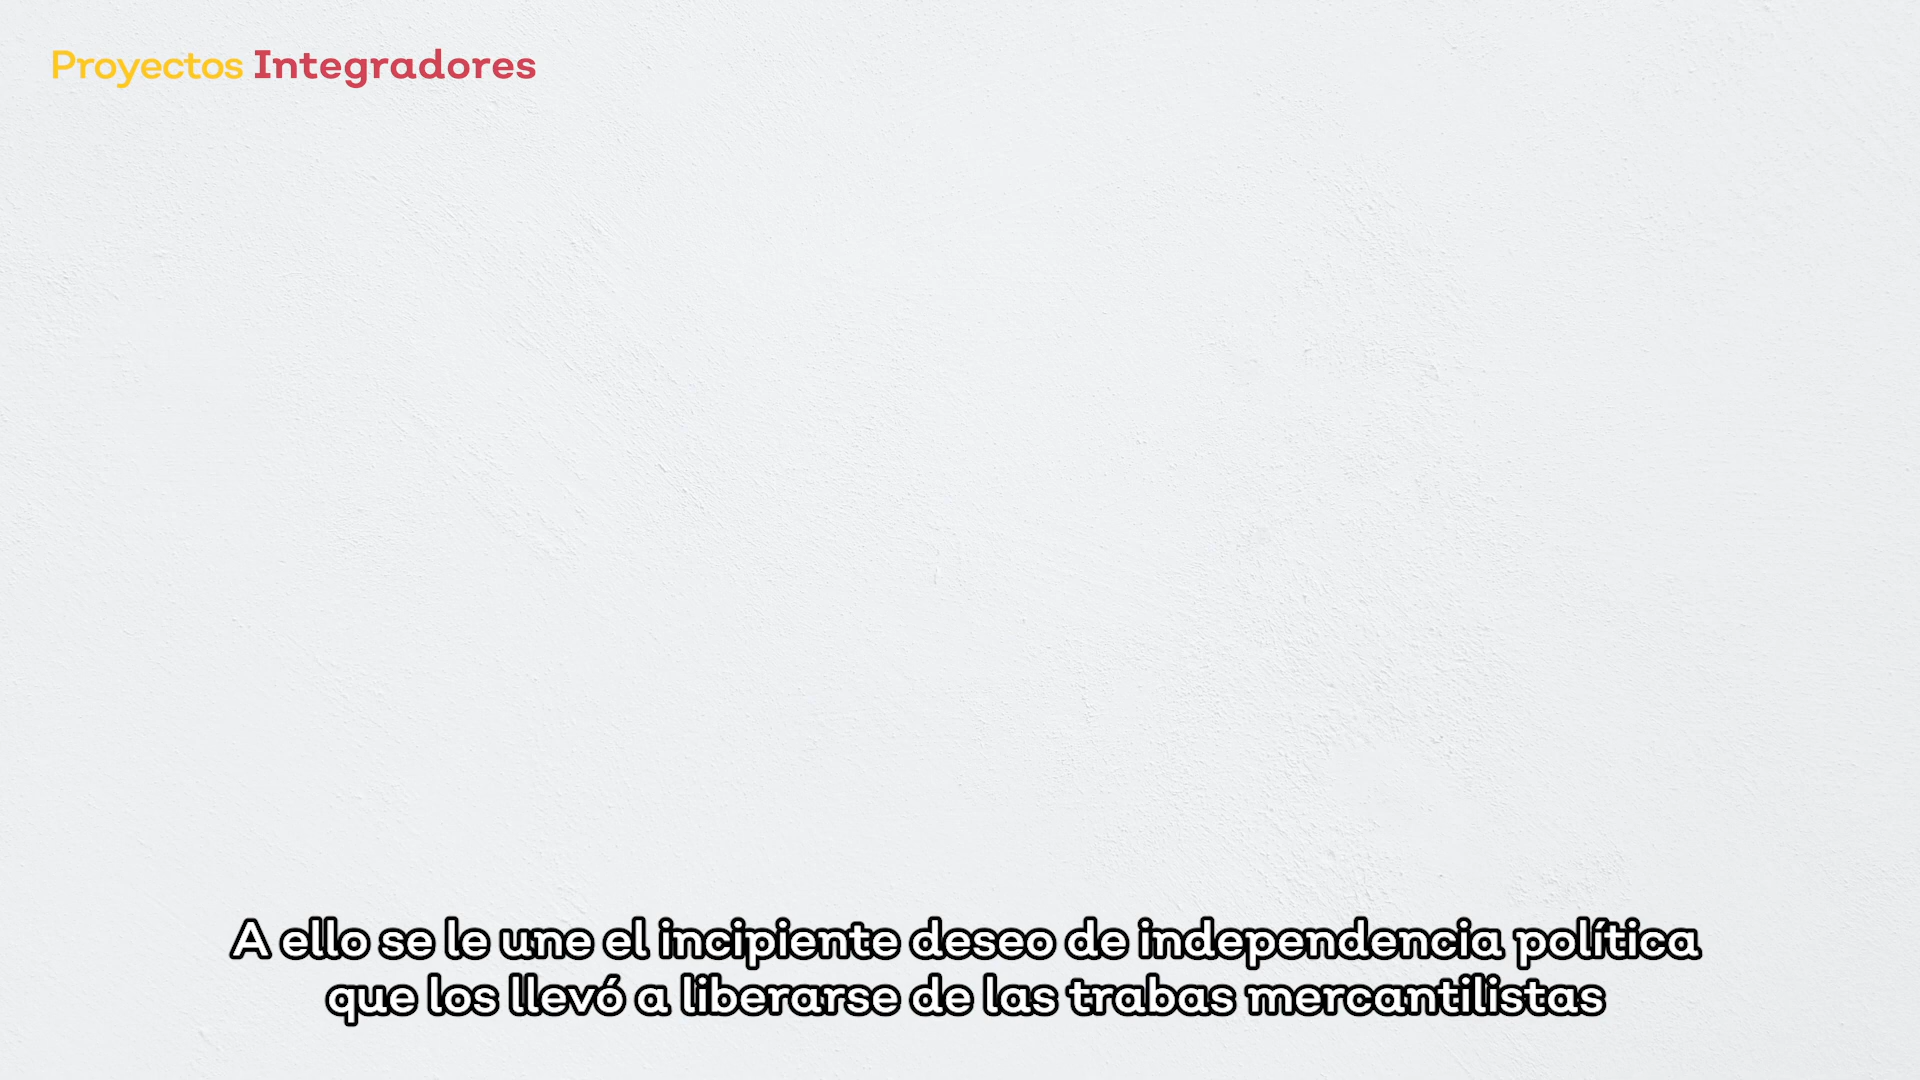 Proyectos Integradores
A ello se le une el incipiente deseo de independencia política
que los llevó a liberarse de las trabas mercantilistas